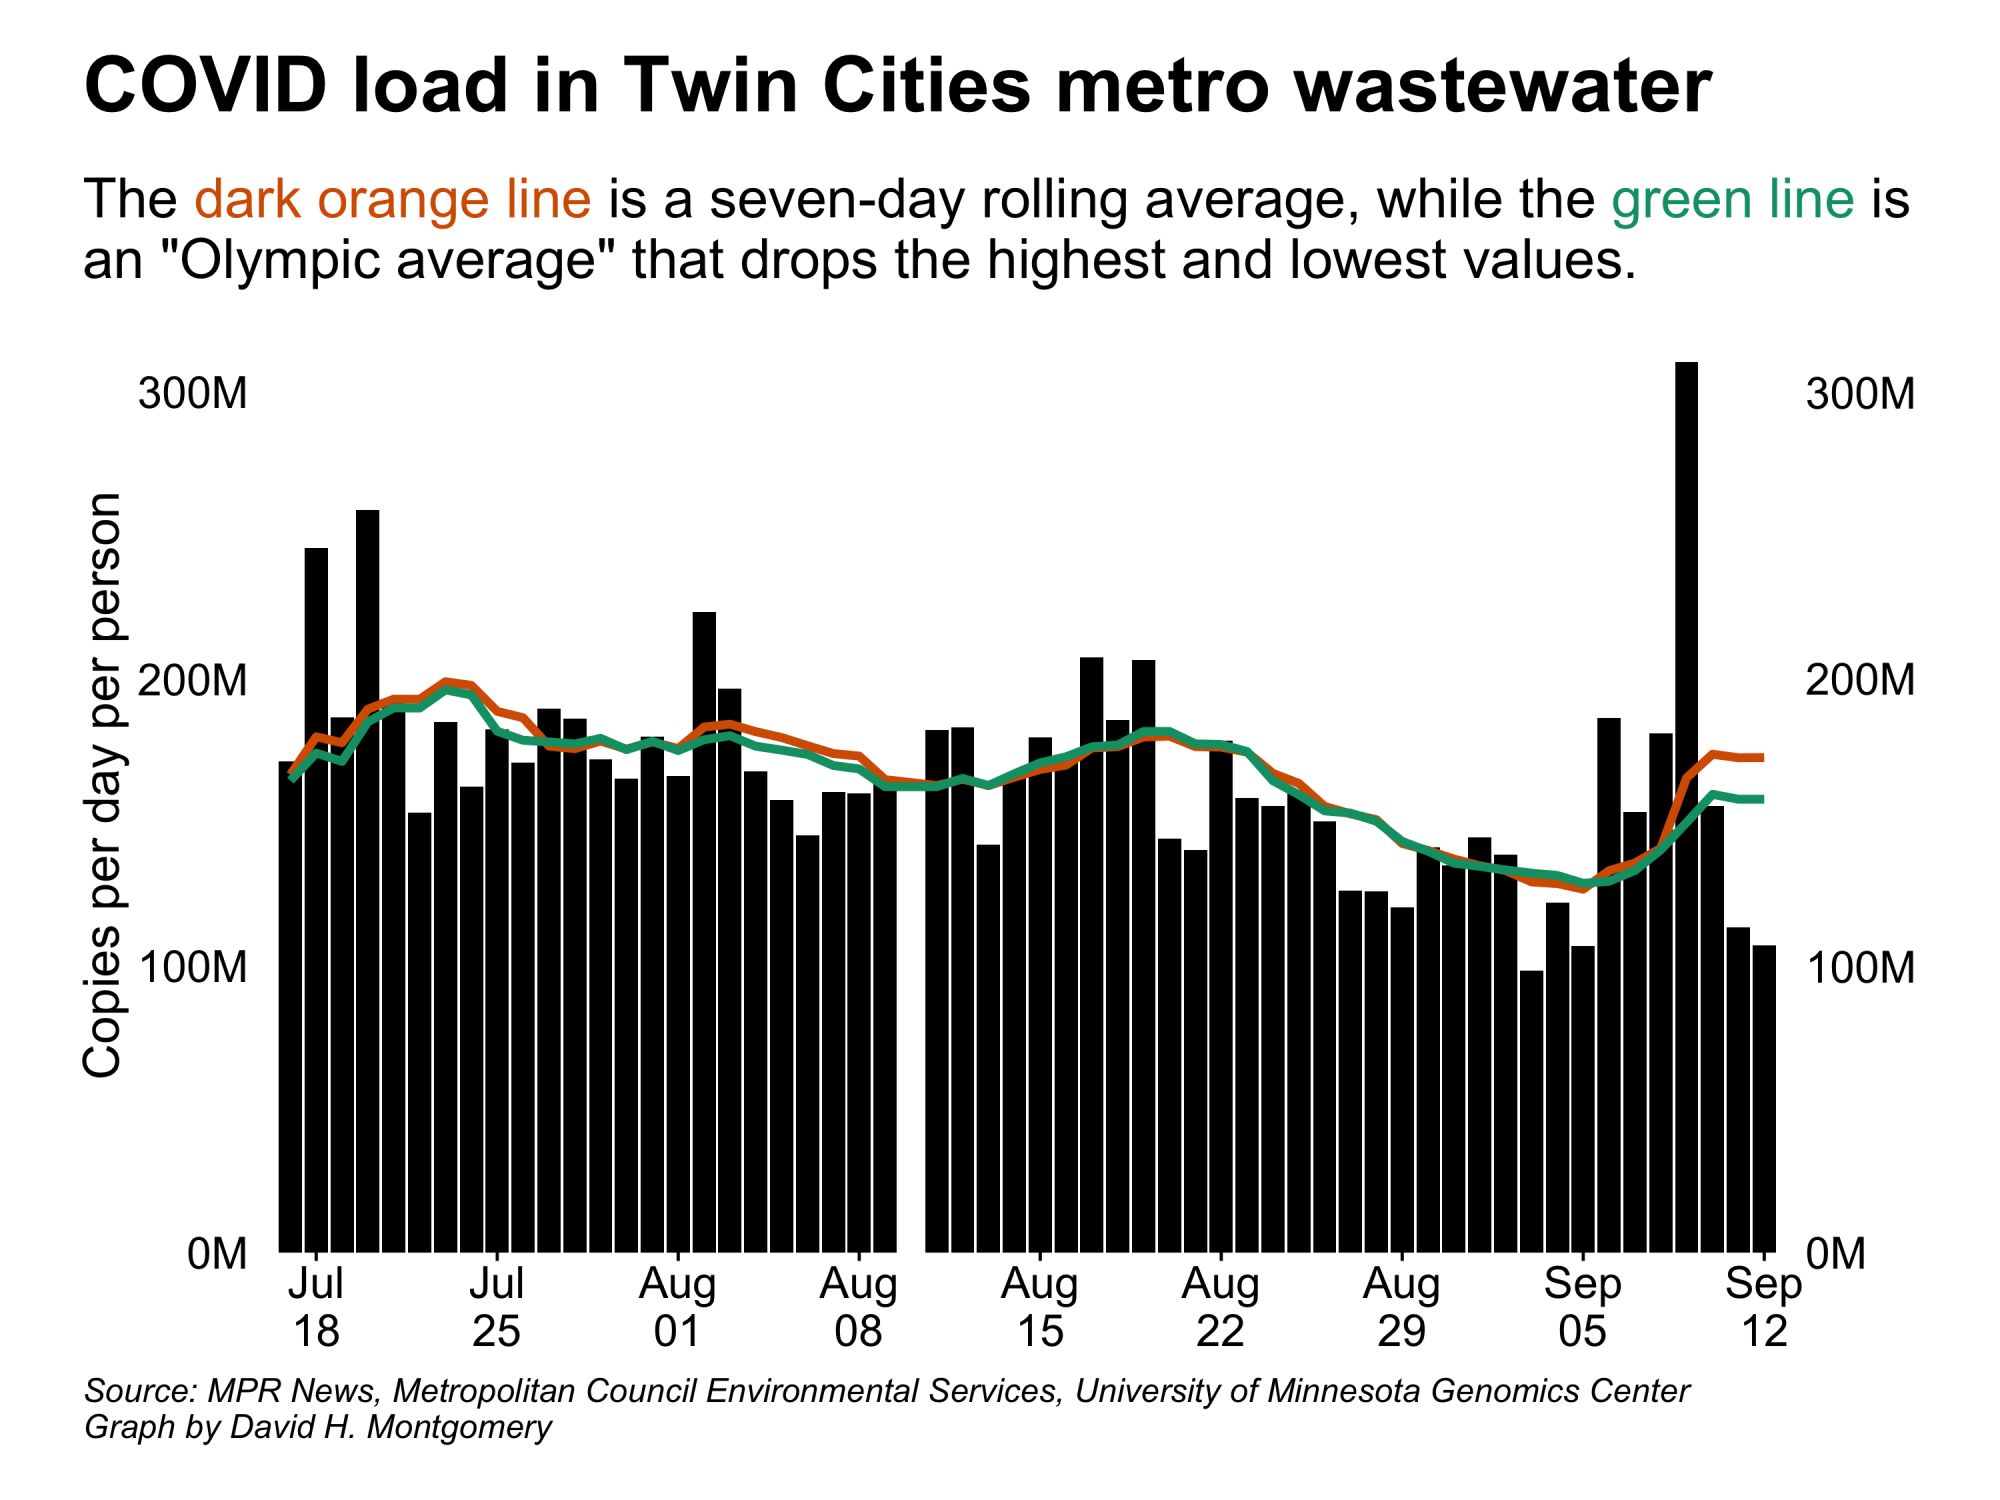 COVID load in Twin Cities metro wastewater
The dark orange line is a seven-day rolling average, while the green line is
an "Olympic average" that drops the highest and lowest values.
Copies per day per person
300M
200M
100M
0M
300M
200M
100M
0M
Jul
18
Jul
25
Aug
01
Aug
08
Aug
15
Aug
22
Aug
29
Sep
05
Sep
12
Source: MPR News, Metropolitan Council Environmental Services, University of Minnesota Genomics Center
Graph by David H. Montgomery